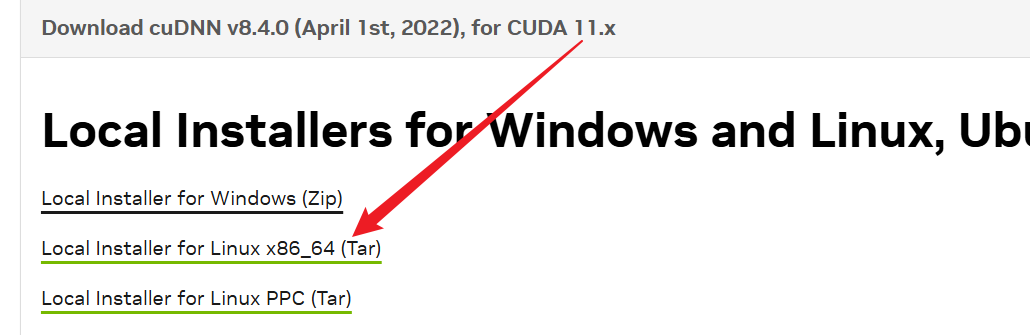 Download cuDNN v8.4.0 (April 1st, 2022), for CUDA 11.x
Local Installers for Windows and Linux,
Local Installer for Windows (Zip)
Local Installer for Linux x86_64 (Tar)
Local Installer for Linux PPC (Tar)